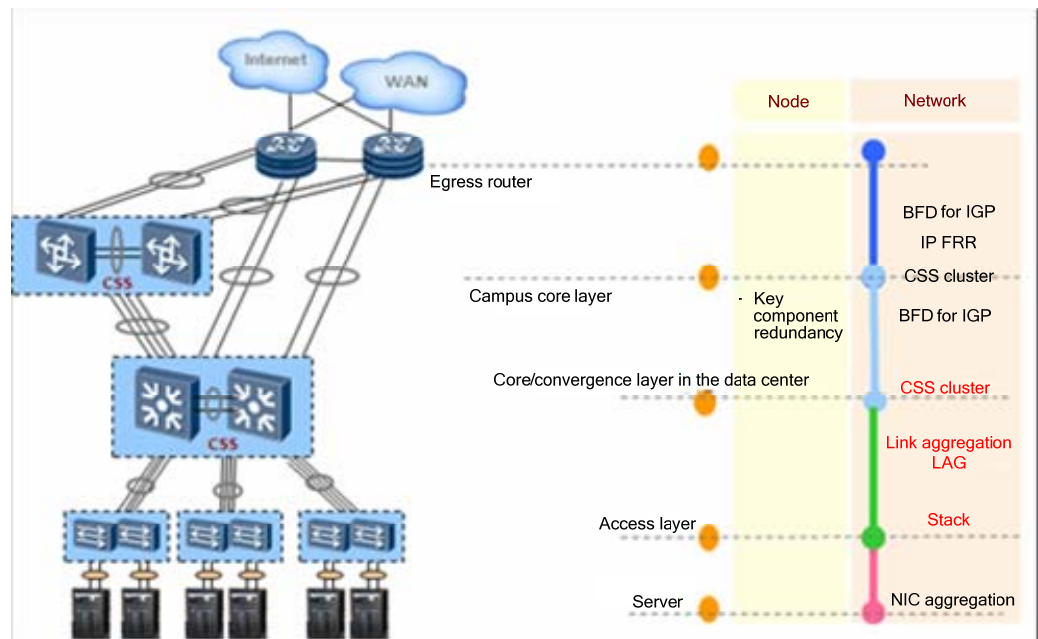 Internet
WAN
Node
Network
Egress router
BFD for IGP
IP FRR
CSS
CSS cluster
Campus core layer
· Key
component
redundancy
BFD for IGP
Core/convergence layer in the data center
CSS cluster
CSS
Link aggregation
LAG
Access layer
Stack
Server
NIC aggregation